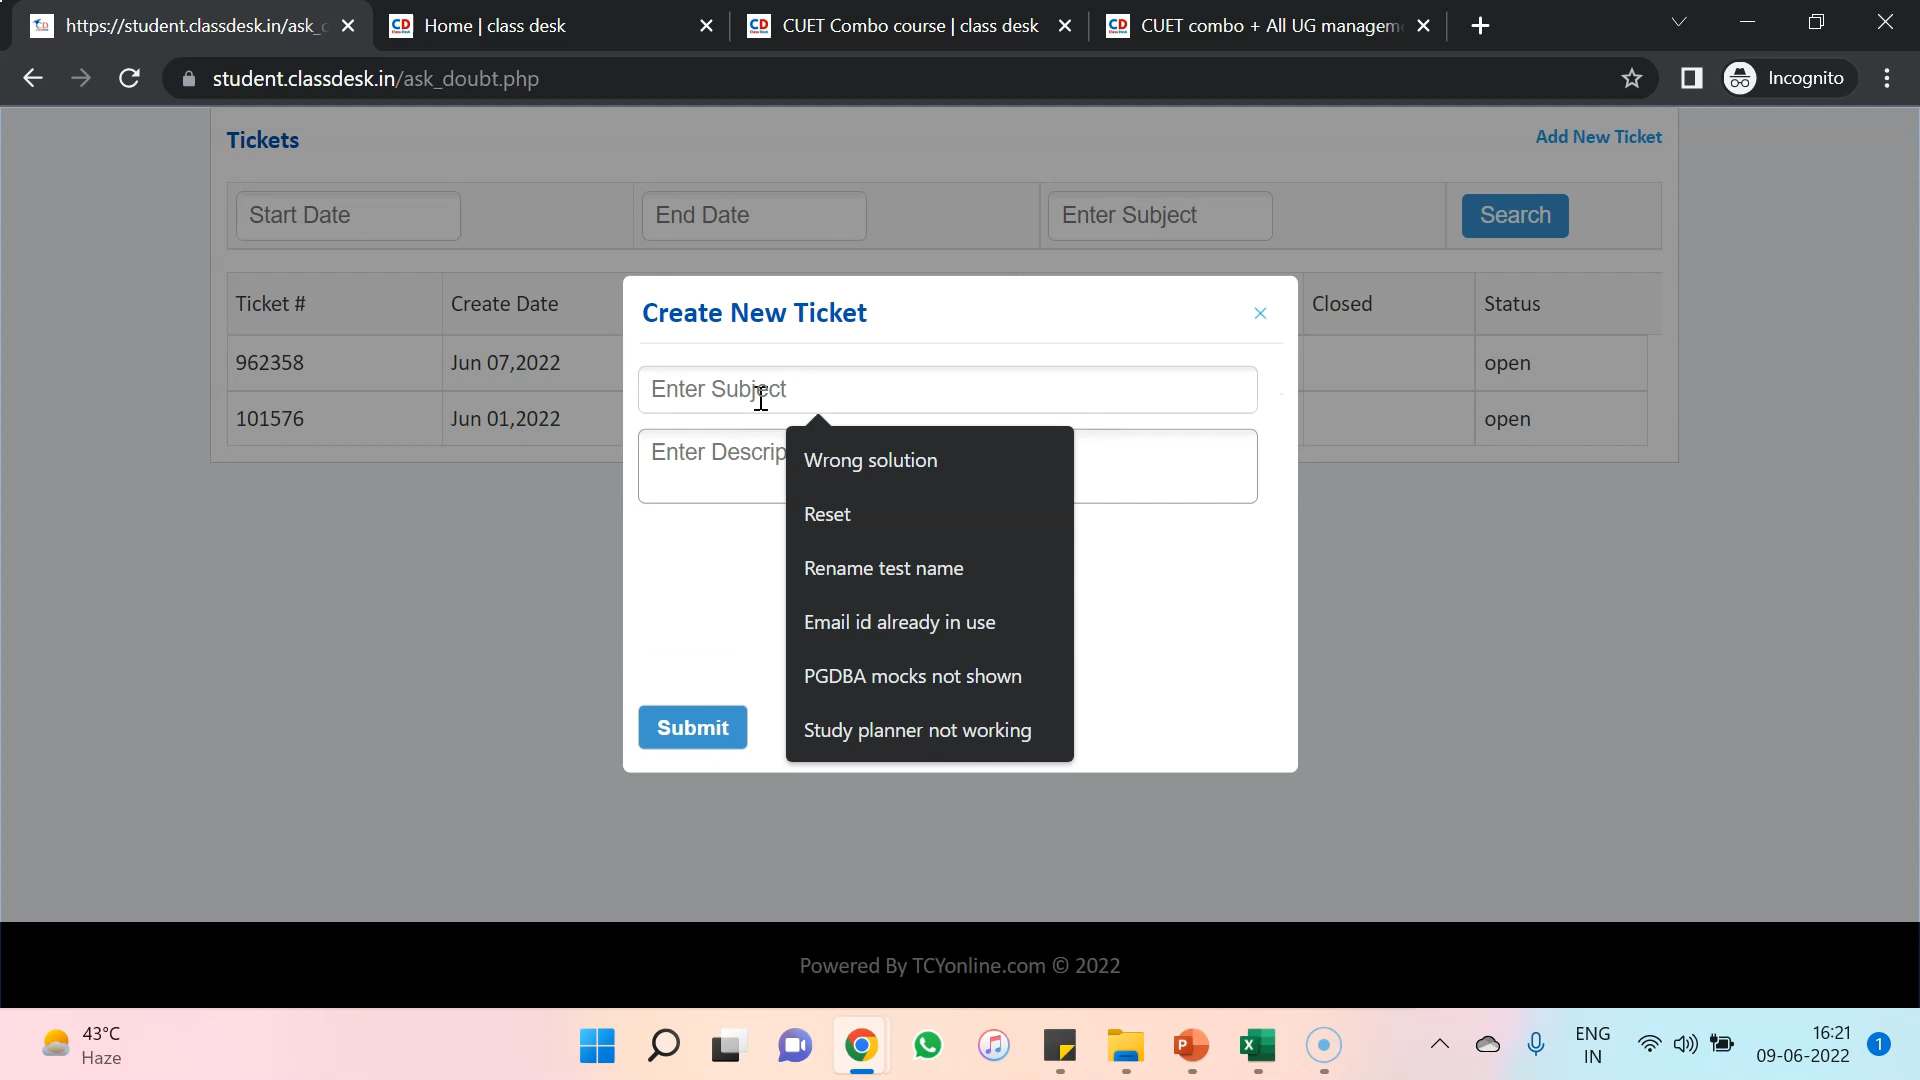 https://student.classdesk.in/ask_
Home | class desk
CUET Combo course | class desk
CUET combo + All UG managem
student.classdesk.in/ask_doubt.php
Incognito
Tickets
Add New Ticket
Start Date
End Date
Enter Subject
Search
Ticket #
Create Date
Closed
Status
962358
Jun 07,2022
open
101576
Jun 01,2022
open
Create New Ticket
Enter Subject
Enter Descrip
Wrong solution
Reset
Rename test name
Email id already in use
PGDBA mocks not shown
Study planner not working
Submit
Powered By TCYonline.com © 2022
43°C
Haze
ENG
IN
16:21
09-06-2022
1